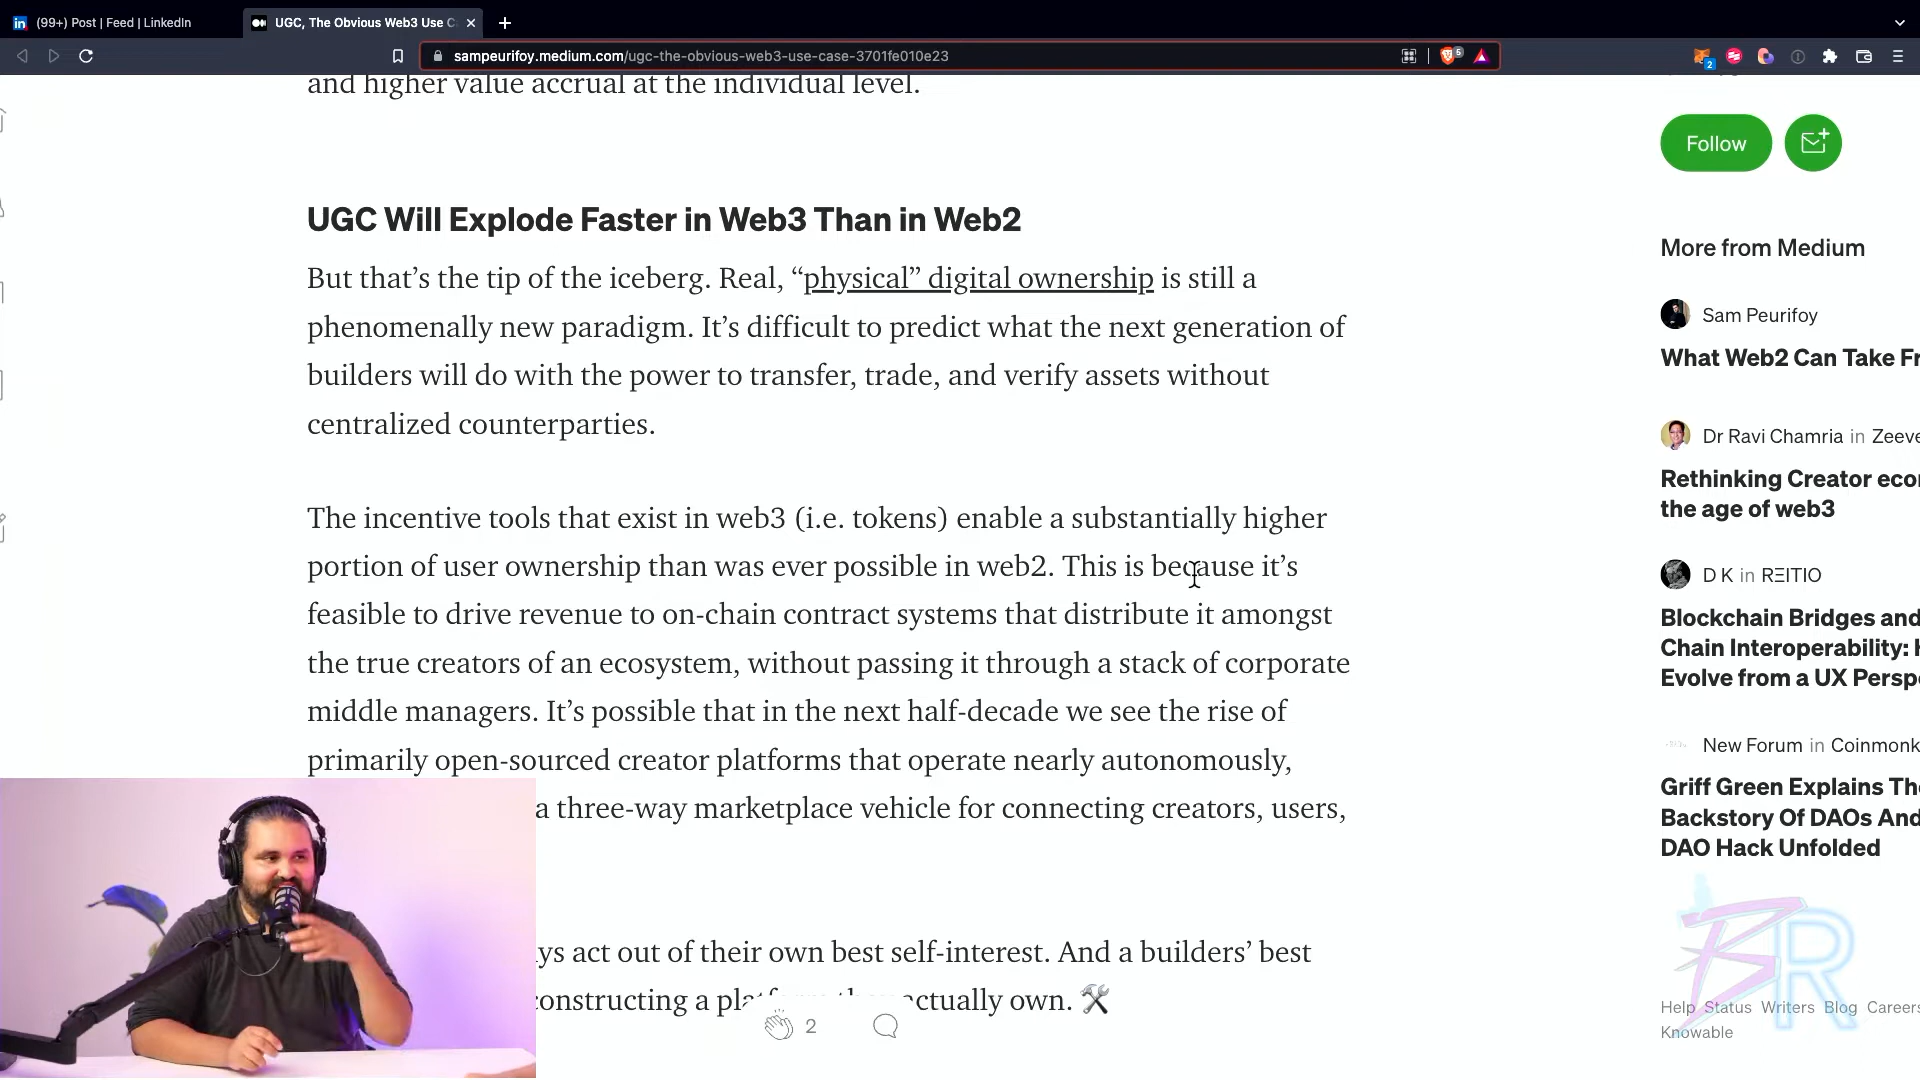 (99+) Post | Feed | LinkedIn
UGC, The Obvious Web3 Use C
sampeurifoy.medium.com/ugc-the-obvious-web3-use-case-3701fe010e23
5
2
and higher value accrual at the individual level.
UGC Will Explode Faster in Web3 Than in Web2
But that’s the tip of the iceberg. Real, “physical” digital ownership is still a
phenomenally new paradigm. It’s difficult to predict what the next generation of
builders will do with the power to transfer, trade, and verify assets without
centralized counterparties.
The incentive tools that exist in web3 (i.e. tokens) enable a substantially higher
portion of user ownership than was ever possible in web2. This is because it’s
feasible to drive revenue to on-chain contract systems that distribute it amongst
the true creators of an ecosystem, without passing it through a stack of corporate
middle managers. It’s possible that in the next half-decade we see the rise of
primarily open-sourced creator platforms that operate nearly autonomously,
a three-way marketplace vehicle for connecting creators, users,
ys act out of their own best self-interest. And a builders’ best
constructing a actually own. 🛠
2
Follow
More from Medium
Sam Peurifoy
What Web2 Can Take Fr
Dr Ravi Chamria in Zeeve
Rethinking Creator eco
the age of web3
D K in RΞITIO
Blockchain Bridges and
Chain Interoperability: H
Evolve from a UX Perspe
New Forum in Coinmonk
Griff Green Explains The
Backstory Of DAOs And
DAO Hack Unfolded
BR
Help Status Writers Blog Careers
Knowable